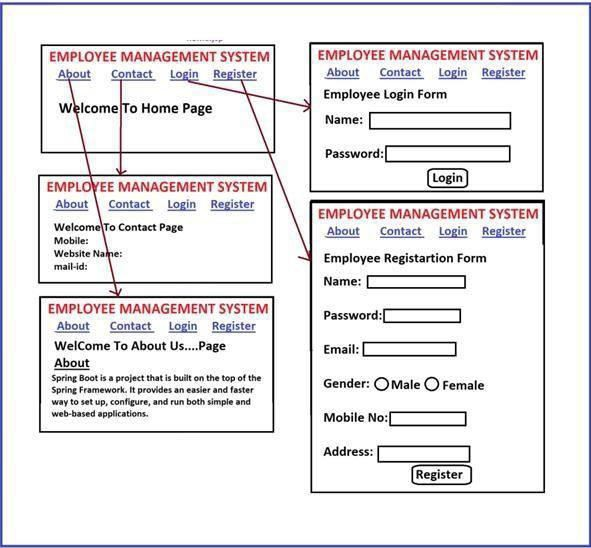 EMPLOYEE MANAGEMENT SYSTEM
About Contact Login Register
Welcome To Home Page
EMPLOYEE MANAGEMENT SYSTEM
About Contact Login Register
Welcome To Contact Page
Mobile:
Website Name:
mail-id:
EMPLOYEE MANAGEMENT SYSTEM
About Contact Login Register
WelCome To About Us....Page
About
Spring Boot is a project that is built on the top of the
Spring Framework. It provides an easier and faster
way to set up, configure, and run both simple and
web-based applications.
EMPLOYEE MANAGEMENT SYSTEM
About Contact Login Register
Employee Login Form
Name:
Password:
Login
EMPLOYEE MANAGEMENT SYSTEM
About Contact Login Register
Employee Registartion Form
Name:
Password:
Email:
Gender: Male Female
Mobile No:
Address:
Register